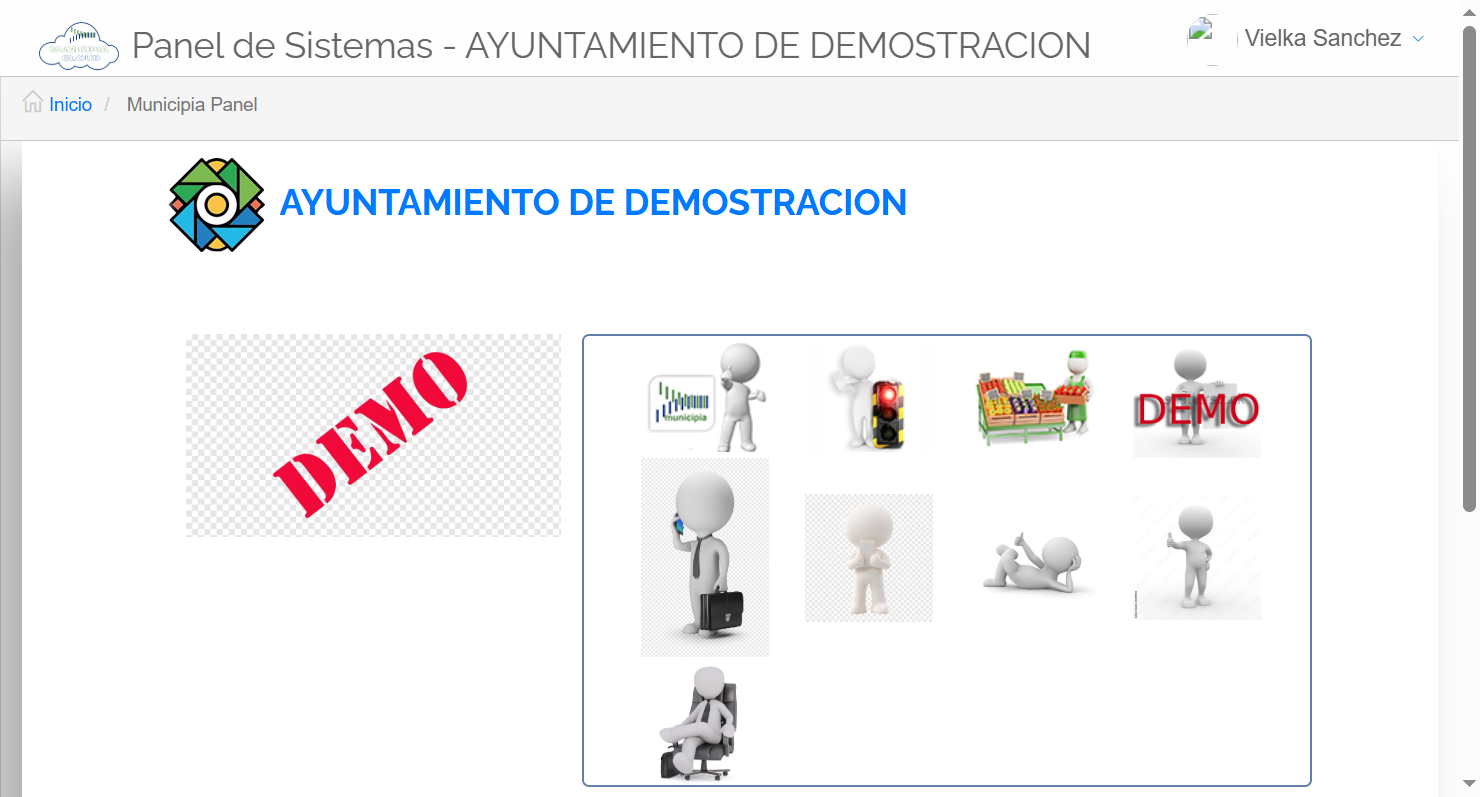 Panel de Sistemas - AYUNTAMIENTO DE DEMOSTRACION
Vielka Sanchez
Inicio / Municipia Panel
AYUNTAMIENTO DE DEMOSTRACION
DEMO
municipia
DEMO